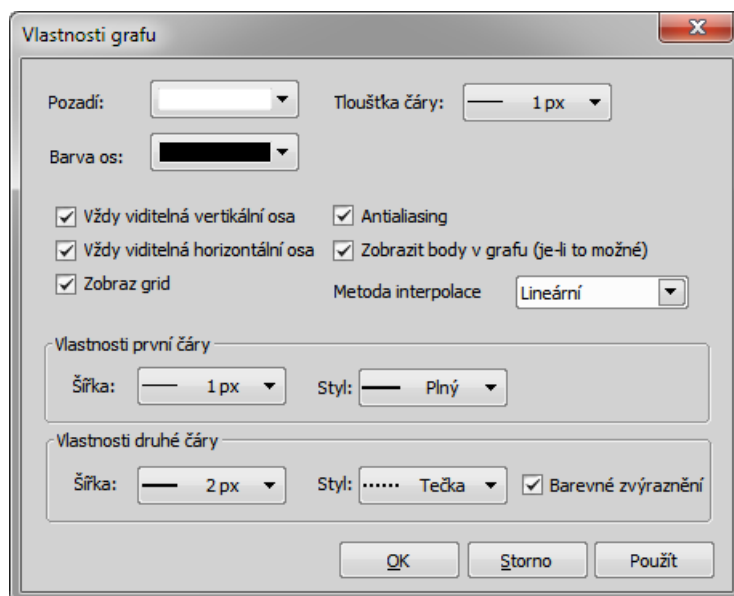 Vlastnosti grafu
Pozadí:
Tloušťka čáry: 1 px
Barva os:
Vždy viditelná vertikální osa
Antialiasing
Vždy viditelná horizontální osa
Zobrazit body v grafu (je-li to možné)
Zobraz grid
Metoda interpolace Lineární
Vlastnosti první čáry
Šířka: 1 px Styl: Plný
Vlastnosti druhé čáry
Šířka: 2 px Styl: Tečka Barevné zvýraznění
OK Storno Použít